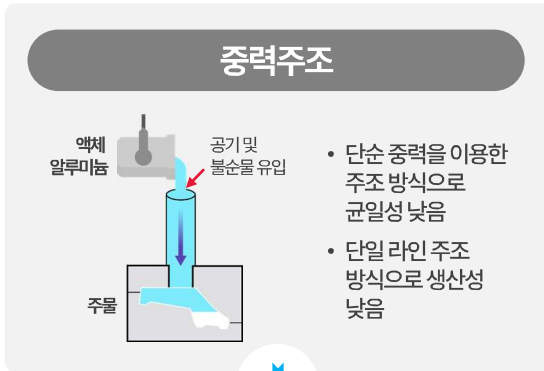 중력주조
액체
알루미늄
공기 및
불순물 유입
주물
• 단순 중력을 이용한
주조 방식으로
균일성 낮음
• 단일 라인 주조
방식으로 생산성
낮음